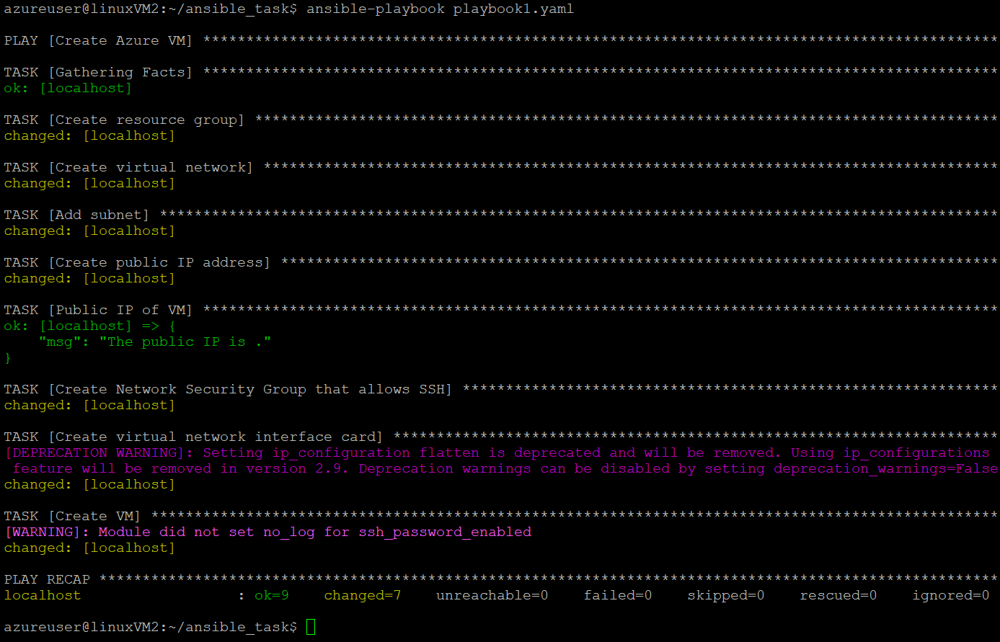 azureuser@linuxVM2:~/ansible_task$ ansible-playbook playbook1.yaml
PLAY [Create Azure VM] ********************************************************************************************
TASK [Gathering Facts] ********************************************************************************************
ok: [localhost]
TASK [Create resource group] **************************************************************************************
changed: [localhost]
TASK [Create virtual network] *************************************************************************************
changed: [localhost]
TASK [Add subnet] *************************************************************************************************
changed: [localhost]
TASK [Create public IP address] ***********************************************************************************
changed: [localhost]
TASK [Public IP of VM] ********************************************************************************************
ok: [localhost] => {
    "msg": "The public IP is ."
}
TASK [Create Network Security Group that allows SSH] **************************************************************
changed: [localhost]
TASK [Create virtual network interface card] **********************************************************************
[DEPRECATION WARNING]: Setting ip_configuration flatten is deprecated and will be removed. Using ip_configurations
 feature will be removed in version 2.9. Deprecation warnings can be disabled by setting deprecation_warnings=False
changed: [localhost]
TASK [Create VM] **************************************************************************************************
[WARNING]: Module did not set no_log for ssh_password_enabled
changed: [localhost]
PLAY RECAP ********************************************************************************************************
localhost                  : ok=9    changed=7    unreachable=0    failed=0    skipped=0    rescued=0    ignored=0
azureuser@linuxVM2:~/ansible_task$